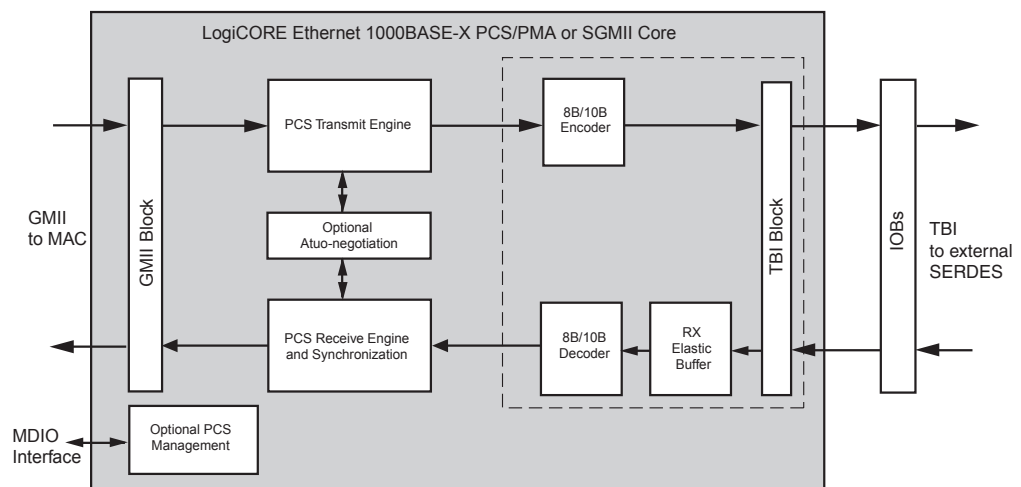 LogiCORE Ethernet 1000BASE-X PCS/PMA or SGMII Core
GMII
to MAC
GMII Block
PCS Transmit Engine
8B/10B
Encoder
Optional
Atuo-negotiation
TBI Block
IOBs
TBI
to external
SERDES
PCS Receive Engine
and Synchronization
8B/10B
Decoder
RX
Elastic
Buffer
MDIO
Interface
Optional PCS
Management